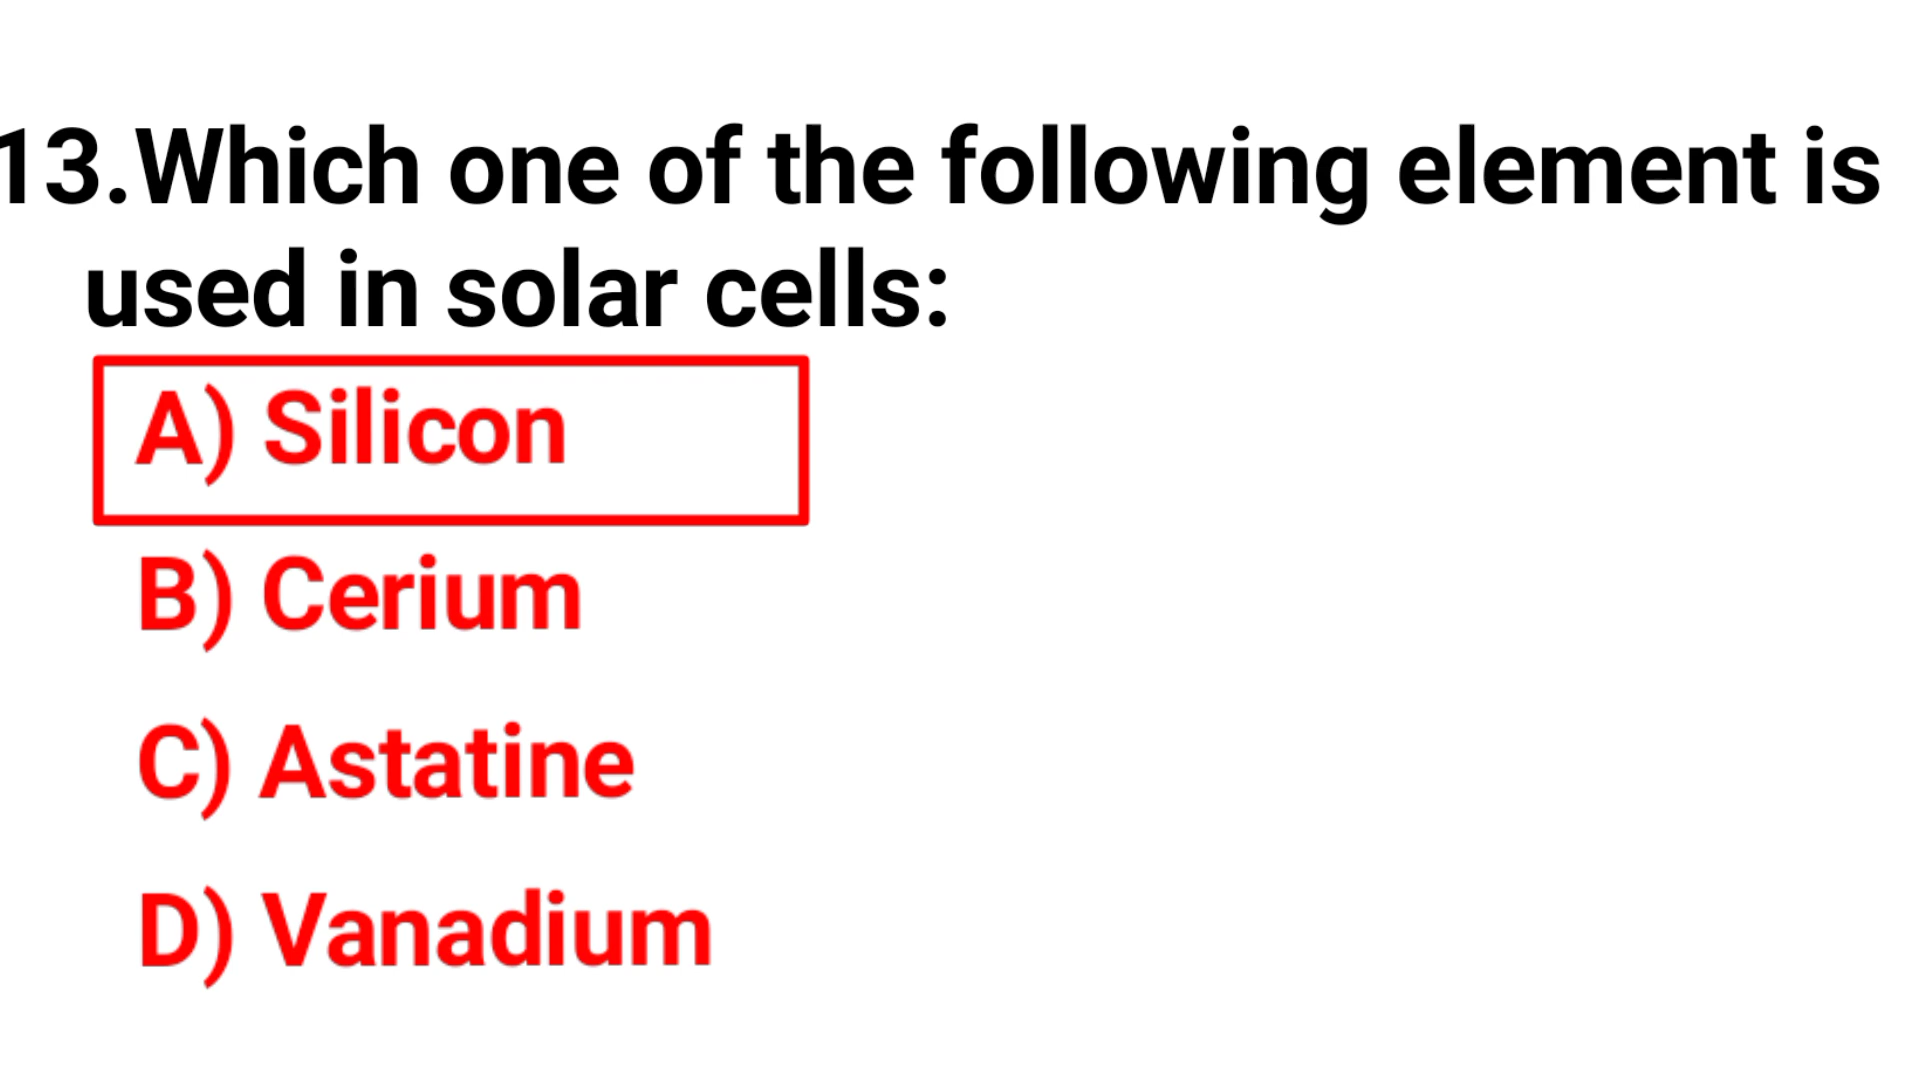 13.Which one of the following element is
used in solar cells:
A) Silicon
B) Cerium
C) Astatine
D) Vanadium